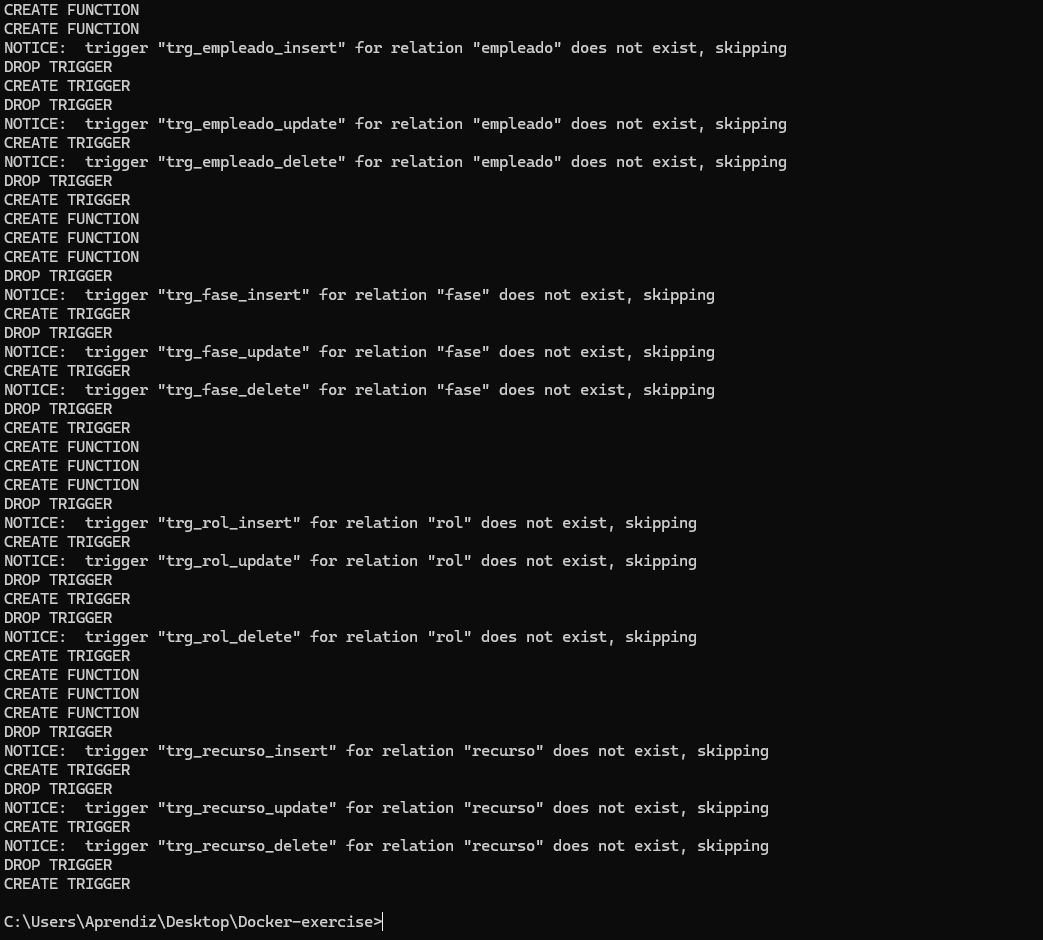 CREATE FUNCTION
CREATE FUNCTION
NOTICE:  trigger "trg_empleado_insert" for relation "empleado" does not exist, skipping
DROP TRIGGER
CREATE TRIGGER
DROP TRIGGER
NOTICE:  trigger "trg_empleado_update" for relation "empleado" does not exist, skipping
CREATE TRIGGER
NOTICE:  trigger "trg_empleado_delete" for relation "empleado" does not exist, skipping
DROP TRIGGER
CREATE TRIGGER
CREATE FUNCTION
CREATE FUNCTION
CREATE FUNCTION
DROP TRIGGER
NOTICE:  trigger "trg_fase_insert" for relation "fase" does not exist, skipping
CREATE TRIGGER
DROP TRIGGER
NOTICE:  trigger "trg_fase_update" for relation "fase" does not exist, skipping
CREATE TRIGGER
NOTICE:  trigger "trg_fase_delete" for relation "fase" does not exist, skipping
DROP TRIGGER
CREATE TRIGGER
CREATE FUNCTION
CREATE FUNCTION
CREATE FUNCTION
DROP TRIGGER
NOTICE:  trigger "trg_rol_insert" for relation "rol" does not exist, skipping
CREATE TRIGGER
NOTICE:  trigger "trg_rol_update" for relation "rol" does not exist, skipping
DROP TRIGGER
CREATE TRIGGER
DROP TRIGGER
NOTICE:  trigger "trg_rol_delete" for relation "rol" does not exist, skipping
CREATE TRIGGER
CREATE FUNCTION
CREATE FUNCTION
CREATE FUNCTION
DROP TRIGGER
NOTICE:  trigger "trg_recurso_insert" for relation "recurso" does not exist, skipping
CREATE TRIGGER
DROP TRIGGER
NOTICE:  trigger "trg_recurso_update" for relation "recurso" does not exist, skipping
CREATE TRIGGER
NOTICE:  trigger "trg_recurso_delete" for relation "recurso" does not exist, skipping
DROP TRIGGER
CREATE TRIGGER
C:\Users\Aprendiz\Desktop\Docker-exercise>